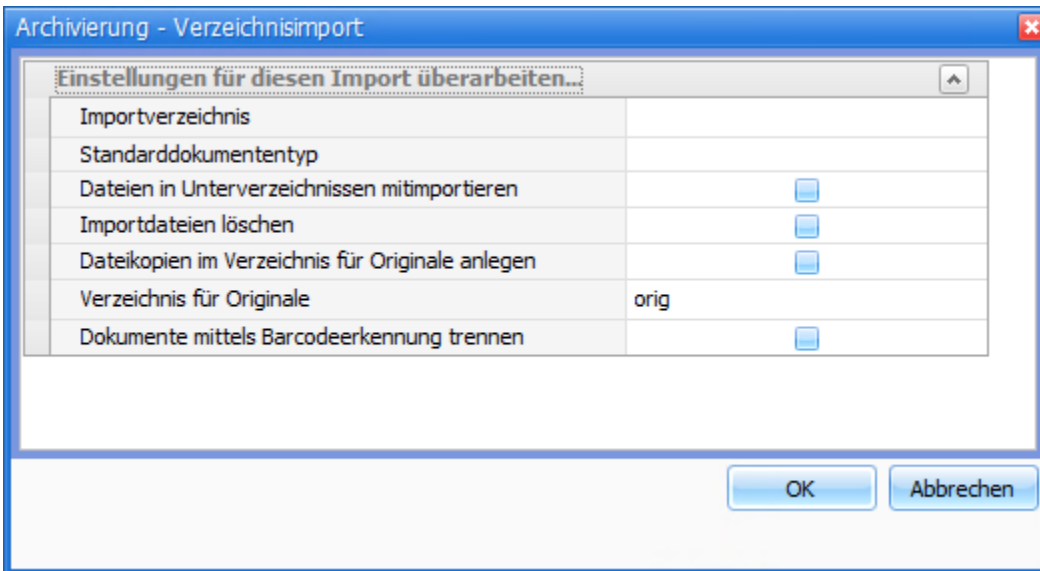 Archivierung - Verzeichnisimport
Einstellungen für diesen Import überarbeiten...
Importverzeichnis
Standarddokumententyp
Dateien in Unterverzeichnissen mitimportieren
Importdateien löschen
Dateikopien im Verzeichnis für Originale anlegen
Verzeichnis für Originale orig
Dokumente mittels Barcodeerkennung trennen
OK Abbrechen